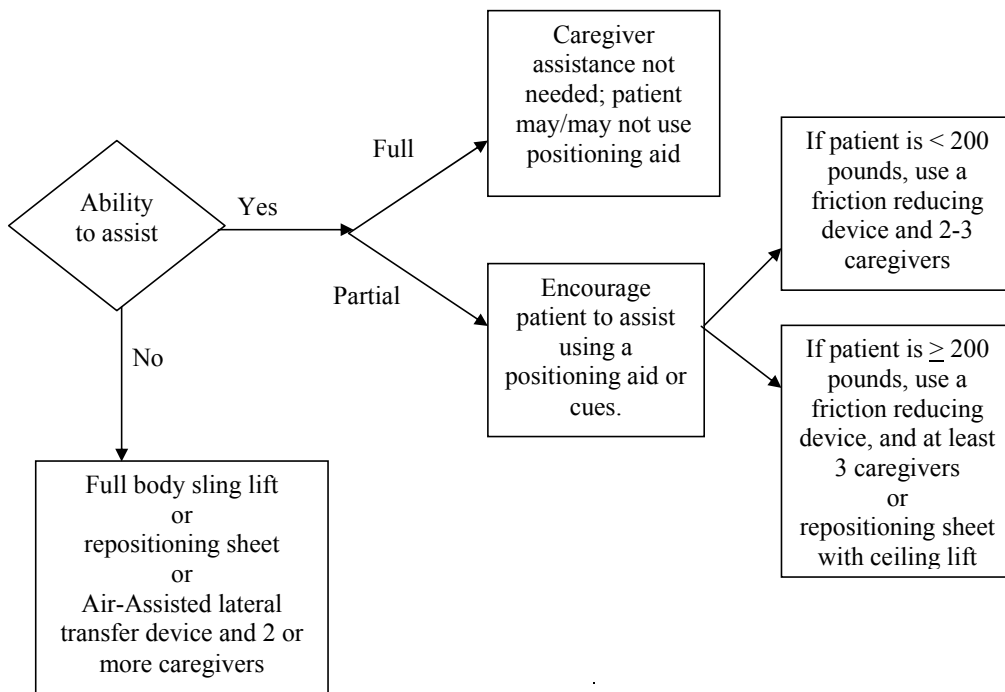 Caregiver
assistance not
needed; patient
may/may not use
positioning aid
If patient is < 200
pounds, use a
friction reducing
device and 2-3
caregivers
Full
Ability
to assist
Yes
Partial
Encourage
patient to assist
using a
positioning aid or
cues.
If patient is ≥ 200
pounds, use a
friction reducing
device, and at least
3 caregivers
or
repositioning sheet
with ceiling lift
No
Full body sling lift
or
repositioning sheet
or
Air-Assisted lateral
transfer device and 2 or
more caregivers